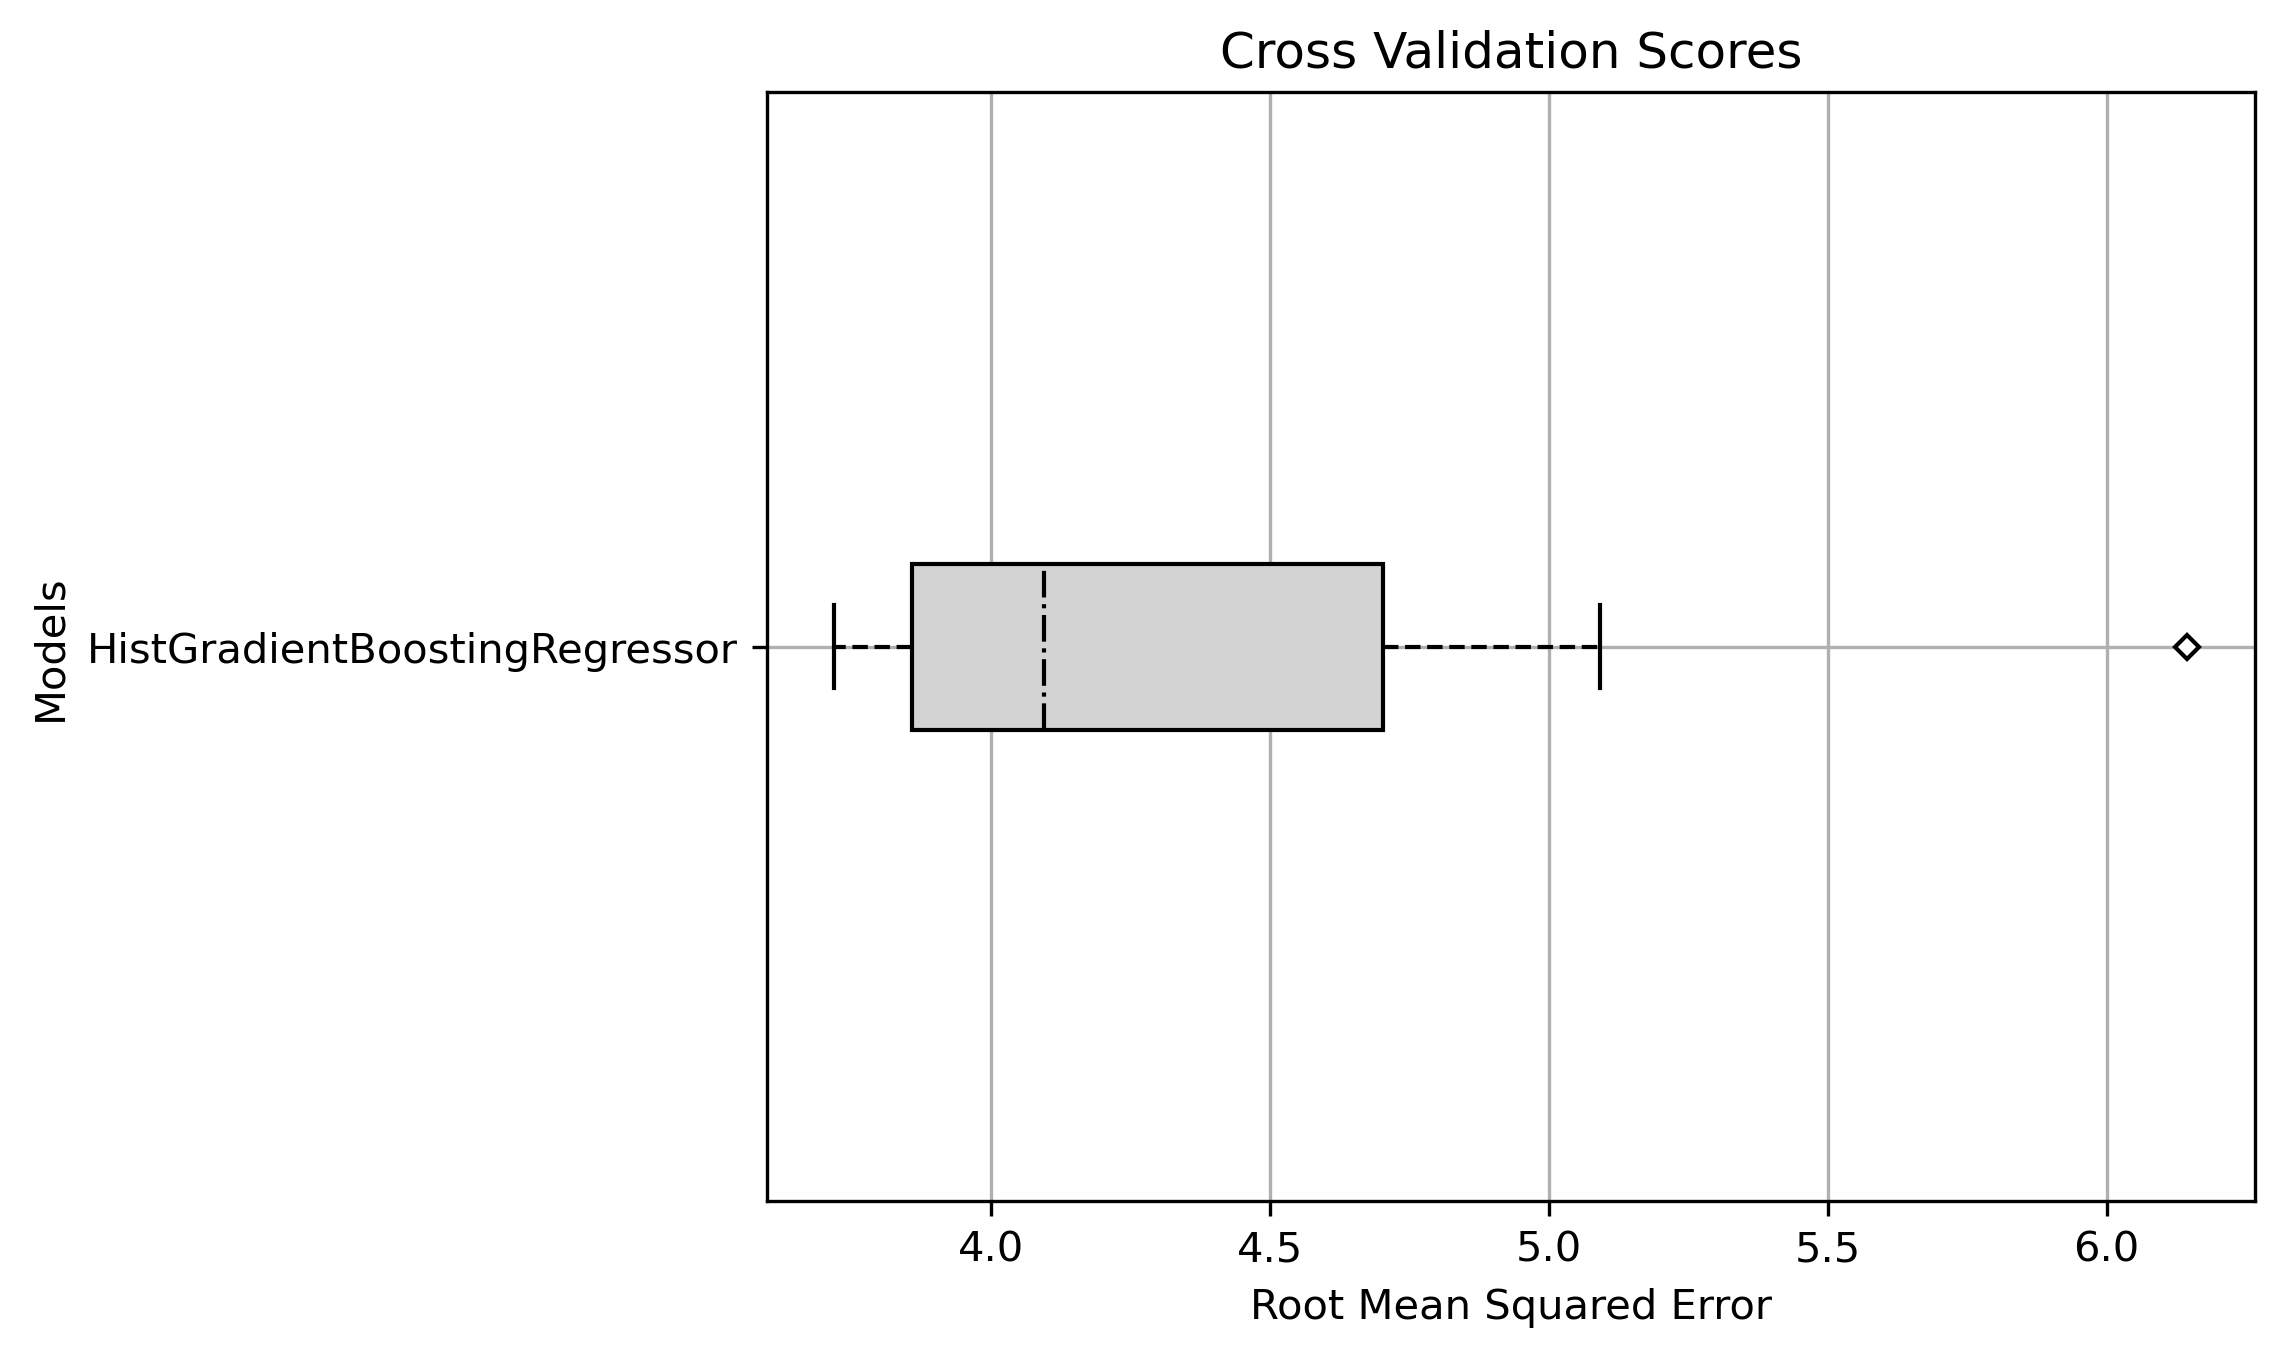 Cross Validation Scores
Models
HistGradientBoostingRegressor
4.0 4.5 5.0 5.5 6.0
Root Mean Squared Error